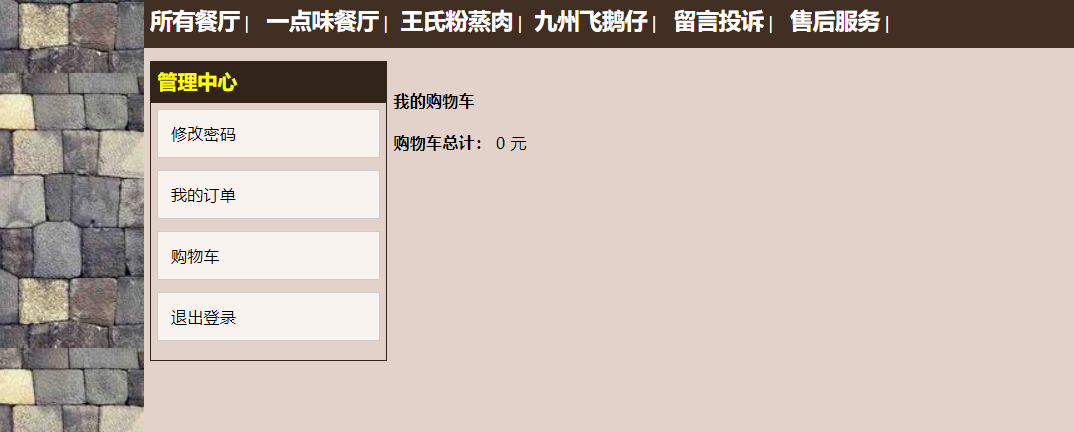 所有餐厅 | 一点味餐厅 | 王氏粉蒸肉 | 九州飞鹅仔 | 留言投诉 | 售后服务 |
管理中心
修改密码
我的订单
购物车
退出登录
我的购物车
购物车总计： 0 元